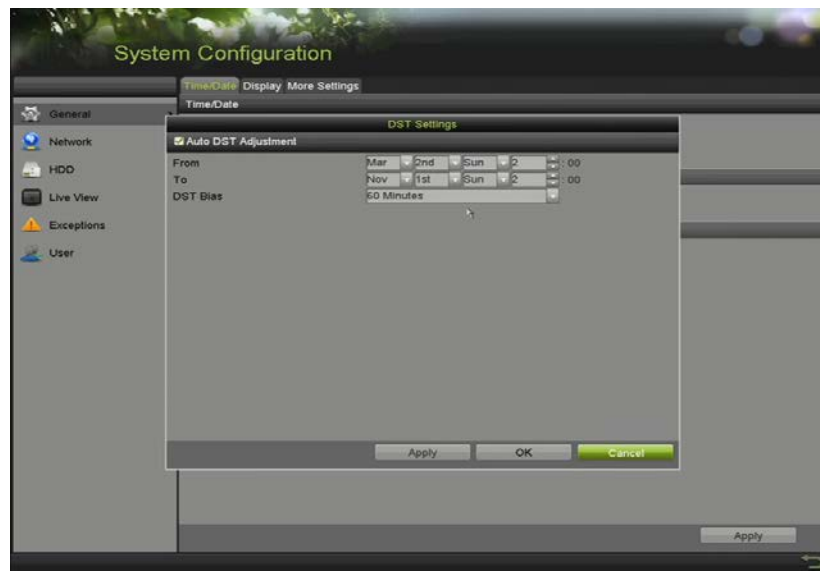 System Configuration
Time/Date Display More Settings
Time/Date
General
Network
HDD
Live View
Exceptions
User
DST Settings
Auto DST Adjustment
From Mar 2nd Sun 2 : 00
To Nov 1st Sun 2 : 00
DST Bias 60 Minutes
Apply OK Cancel
Apply